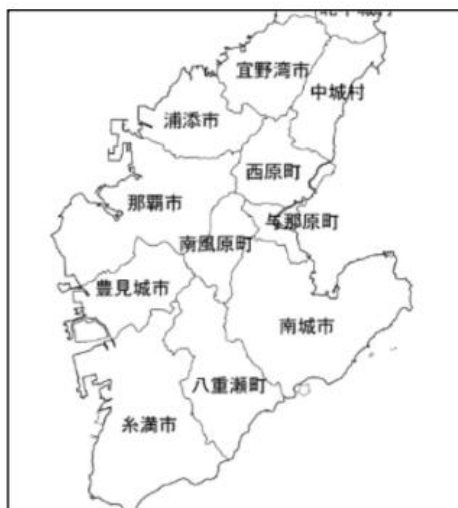 宜野湾市
中城村
浦添市
西原町
那覇市
与那原町
南風原町
豊見城市
南城市
八重瀬町
糸満市